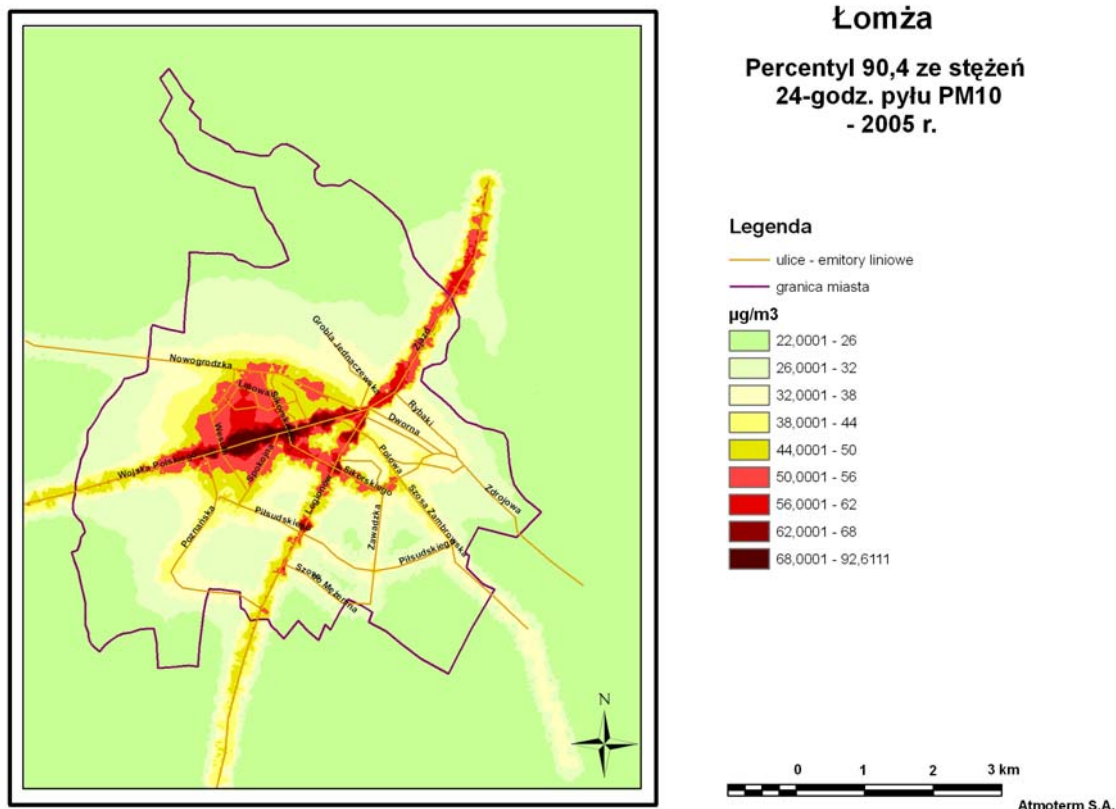 Łomża
Percentyl 90,4 ze stężeń
24-godz. pyłu PM10
- 2005 r.
Legenda
ulice - emitory liniowe
granica miasta
µg/m3
22,0001 - 26
26,0001 - 32
32,0001 - 38
38,0001 - 44
44,0001 - 50
50,0001 - 56
56,0001 - 62
62,0001 - 68
68,0001 - 92,6111
Nowogrodzka
Grobla Jednaczewska
Zjazd
Rybaki
Dworna
Polowa
Wojska Polskiego
Spokojna
Sikorskiego
Legionów
Szosa Zambrowska
Zdrojowa
Poznańska
Piłsudskiego
Zawadzka
Piłsudskiego
Szosa do Mężenina
N
0 1 2 3 km
Atmoterm S.A.